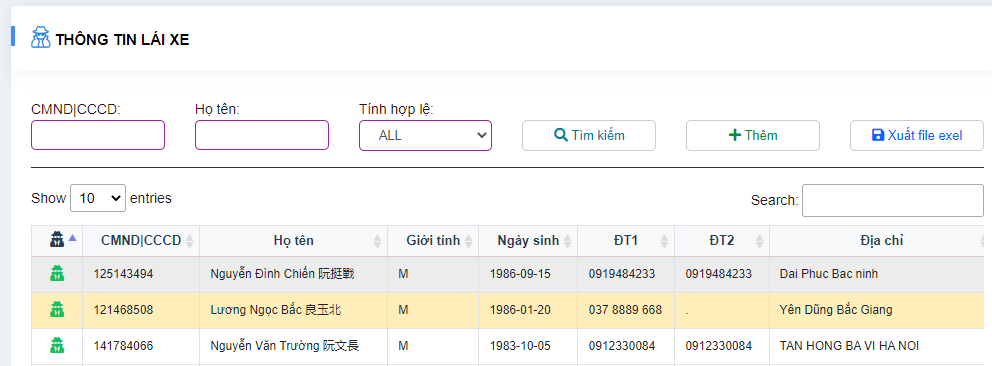 THÔNG TIN LÁI XE
CMND|CCCD: Họ tên: Tính hợp lệ:
ALL Tìm kiếm Thêm Xuất file exel
Show 10 entries Search:
CMND|CCCD Họ tên Giới tính Ngày sinh ĐT1 ĐT2 Địa chỉ
125143494 Nguyễn Đình Chiến 阮挺戰 M 1986-09-15 0919484233 0919484233 Dai Phuc Bac ninh
121468508 Lương Ngọc Bắc 良玉北 M 1986-01-20 037 8889 668 . Yên Dũng Bắc Giang
141784066 Nguyễn Văn Trường 阮文長 M 1983-10-05 0912330084 0912330084 TAN HONG BA VI HA NOI